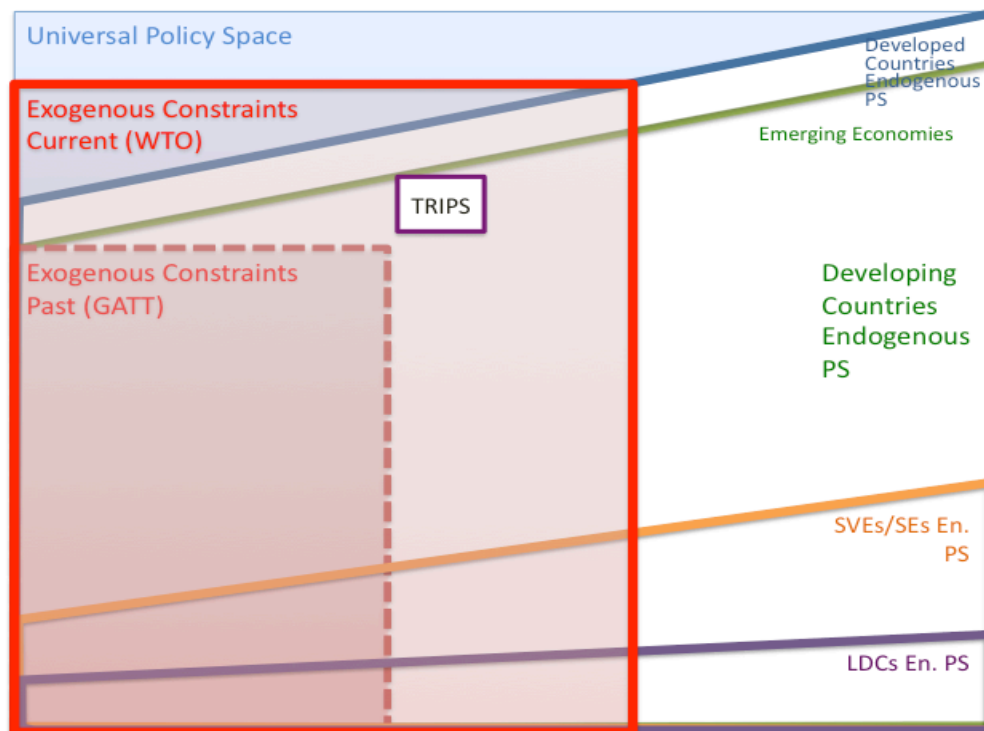 Universal Policy Space
Developed
Countries
Endogenous
PS
Exogenous Constraints
Current (WTO)
Emerging Economies
TRIPS
Exogenous Constraints
Past (GATT)
Developing
Countries
Endogenous
PS
SVEs/SEs En.
PS
LDCs En. PS